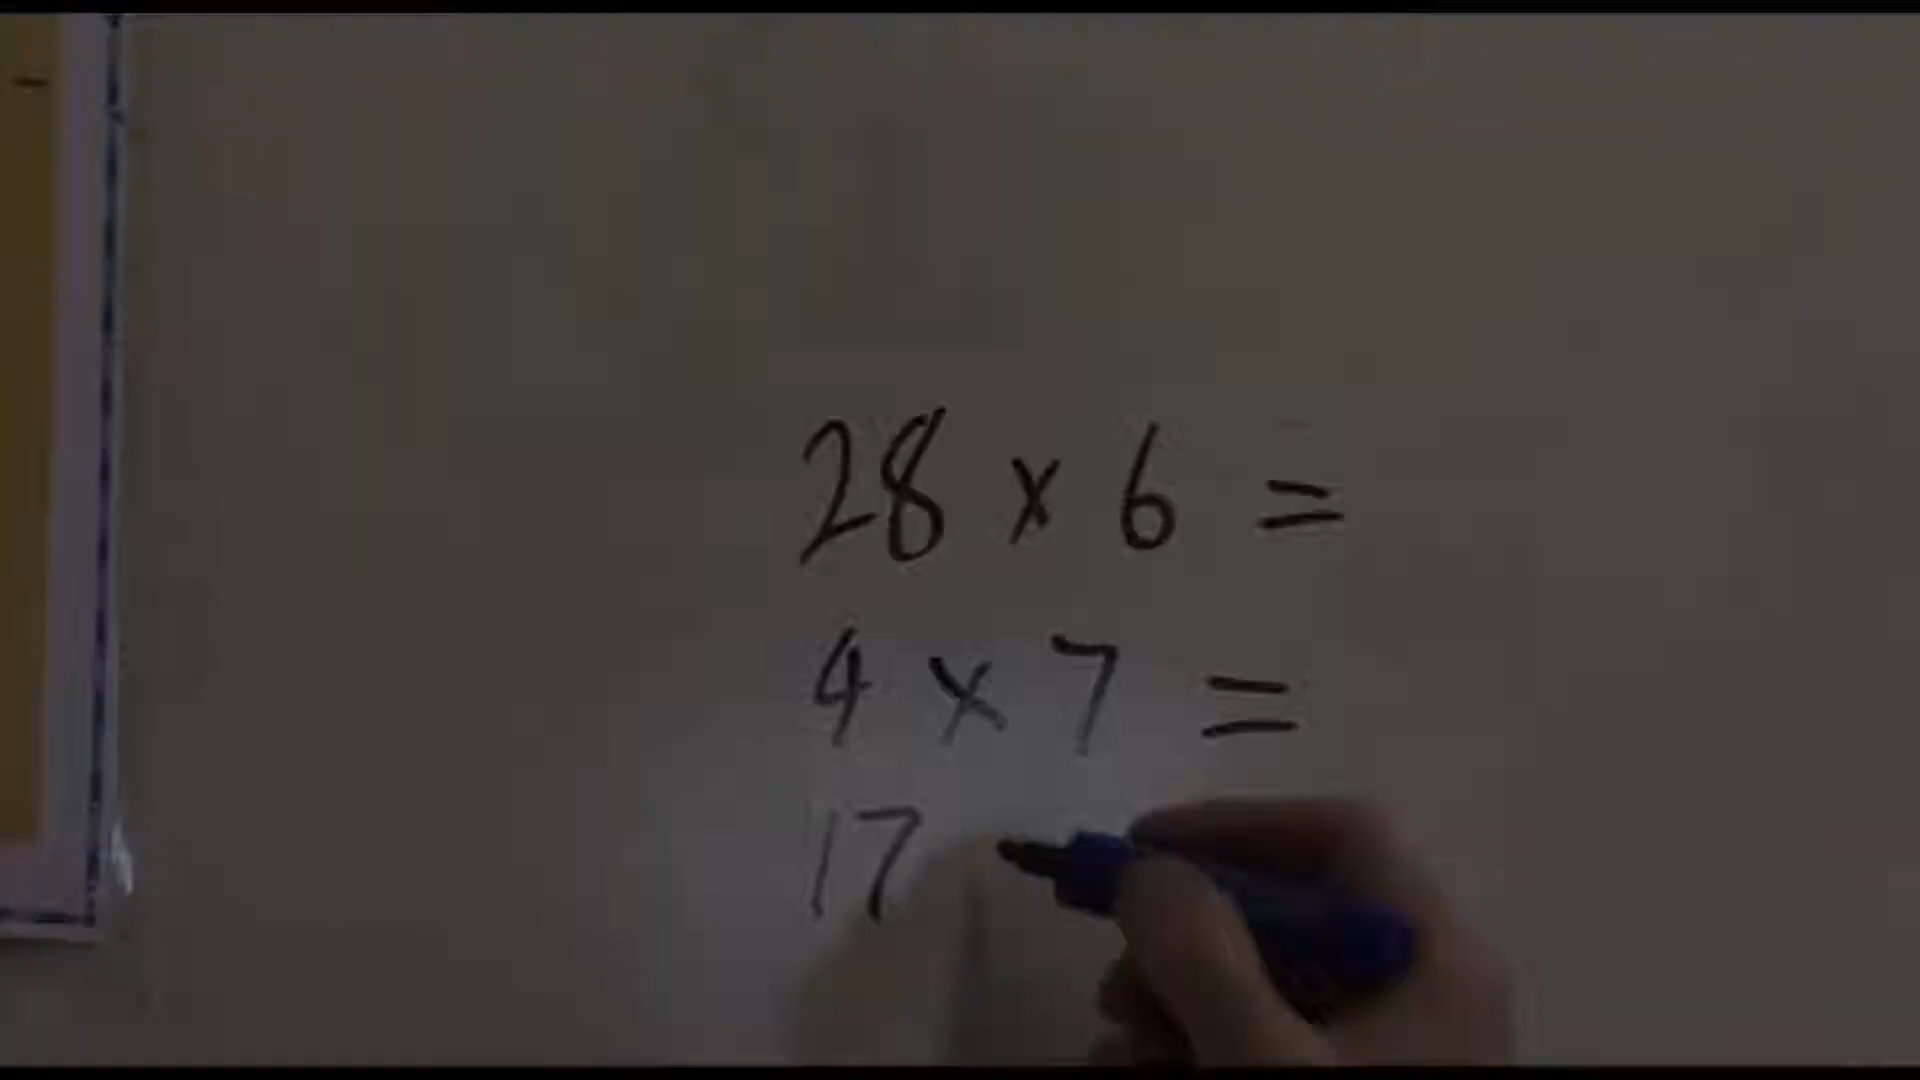 28 x 6 =
4 x 7 =
17